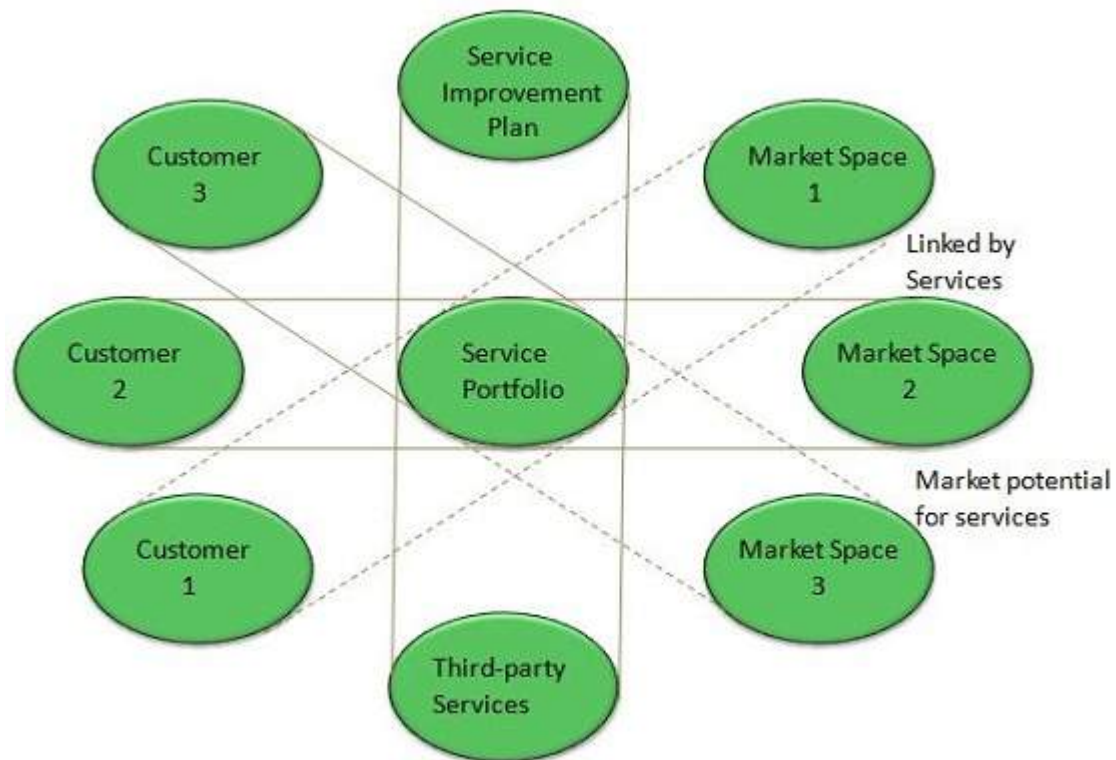 Service
Improvement
Plan
Customer
3
Market Space
1
Linked by
Services
Customer
2
Service
Portfolio
Market Space
2
Market potential
for services
Customer
1
Market Space
3
Third-party
Services